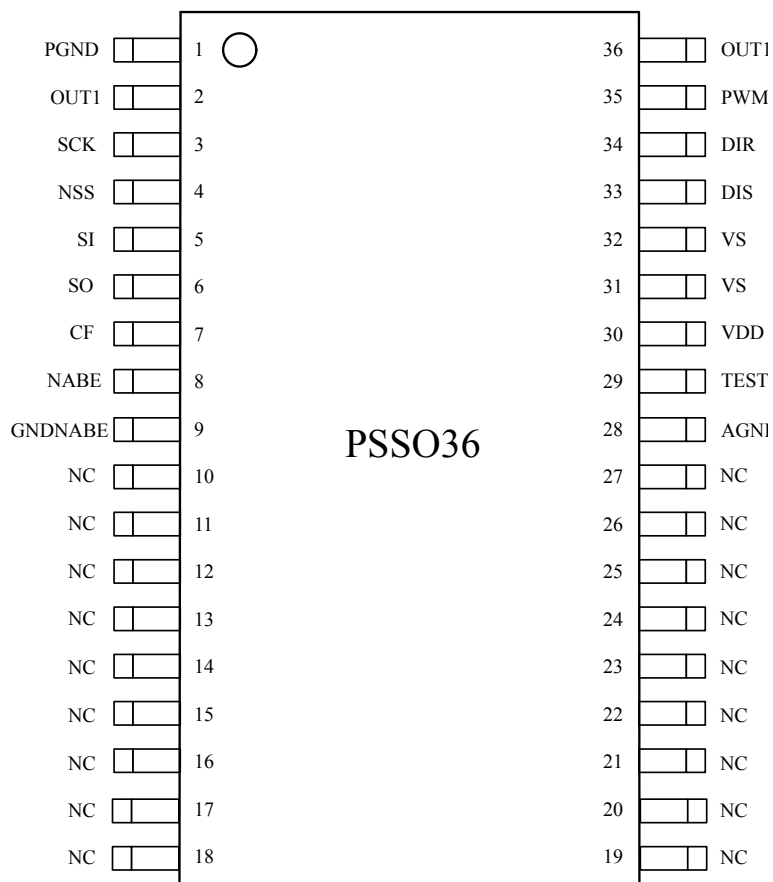 PGND 1 36 OUT1
OUT1 2 35 PWM
SCK 3 34 DIR
NSS 4 33 DIS
SI 5 32 VS
SO 6 31 VS
CF 7 30 VDD
NABE 8 29 TEST
GNDNABE 9 28 AGN
PSSO36
NC 10 27 NC
NC 11 26 NC
NC 12 25 NC
NC 13 24 NC
NC 14 23 NC
NC 15 22 NC
NC 16 21 NC
NC 17 20 NC
NC 18 19 NC